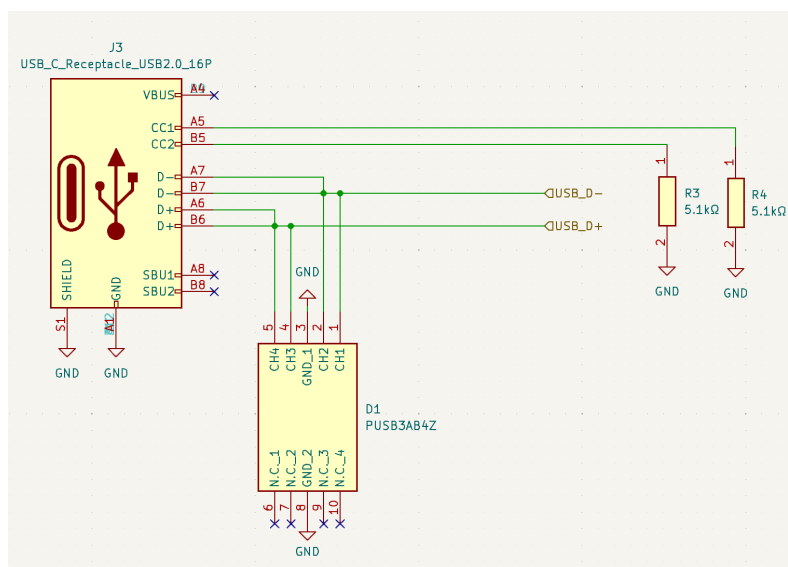 J3
USB_C_Receptacle_USB2.0_16P
VBUS A4
CC1 A5
CC2 B5
D- A7
D- B7
D+ A6
D+ B6
SBU1 A8
SBU2 B8
SHIELD
GND
S1
A1
GND
GND
USB_D-
USB_D+
1
R3
5.1kΩ
2
GND
1
R4
5.1kΩ
2
GND
GND
5 4 3 2 1
CH4 CH3 GND_1 CH2 CH1
D1
PUSB3AB4Z
N.C._1 N.C._2 GND_2 N.C._3 N.C._4
6 7 8 9 10
GND